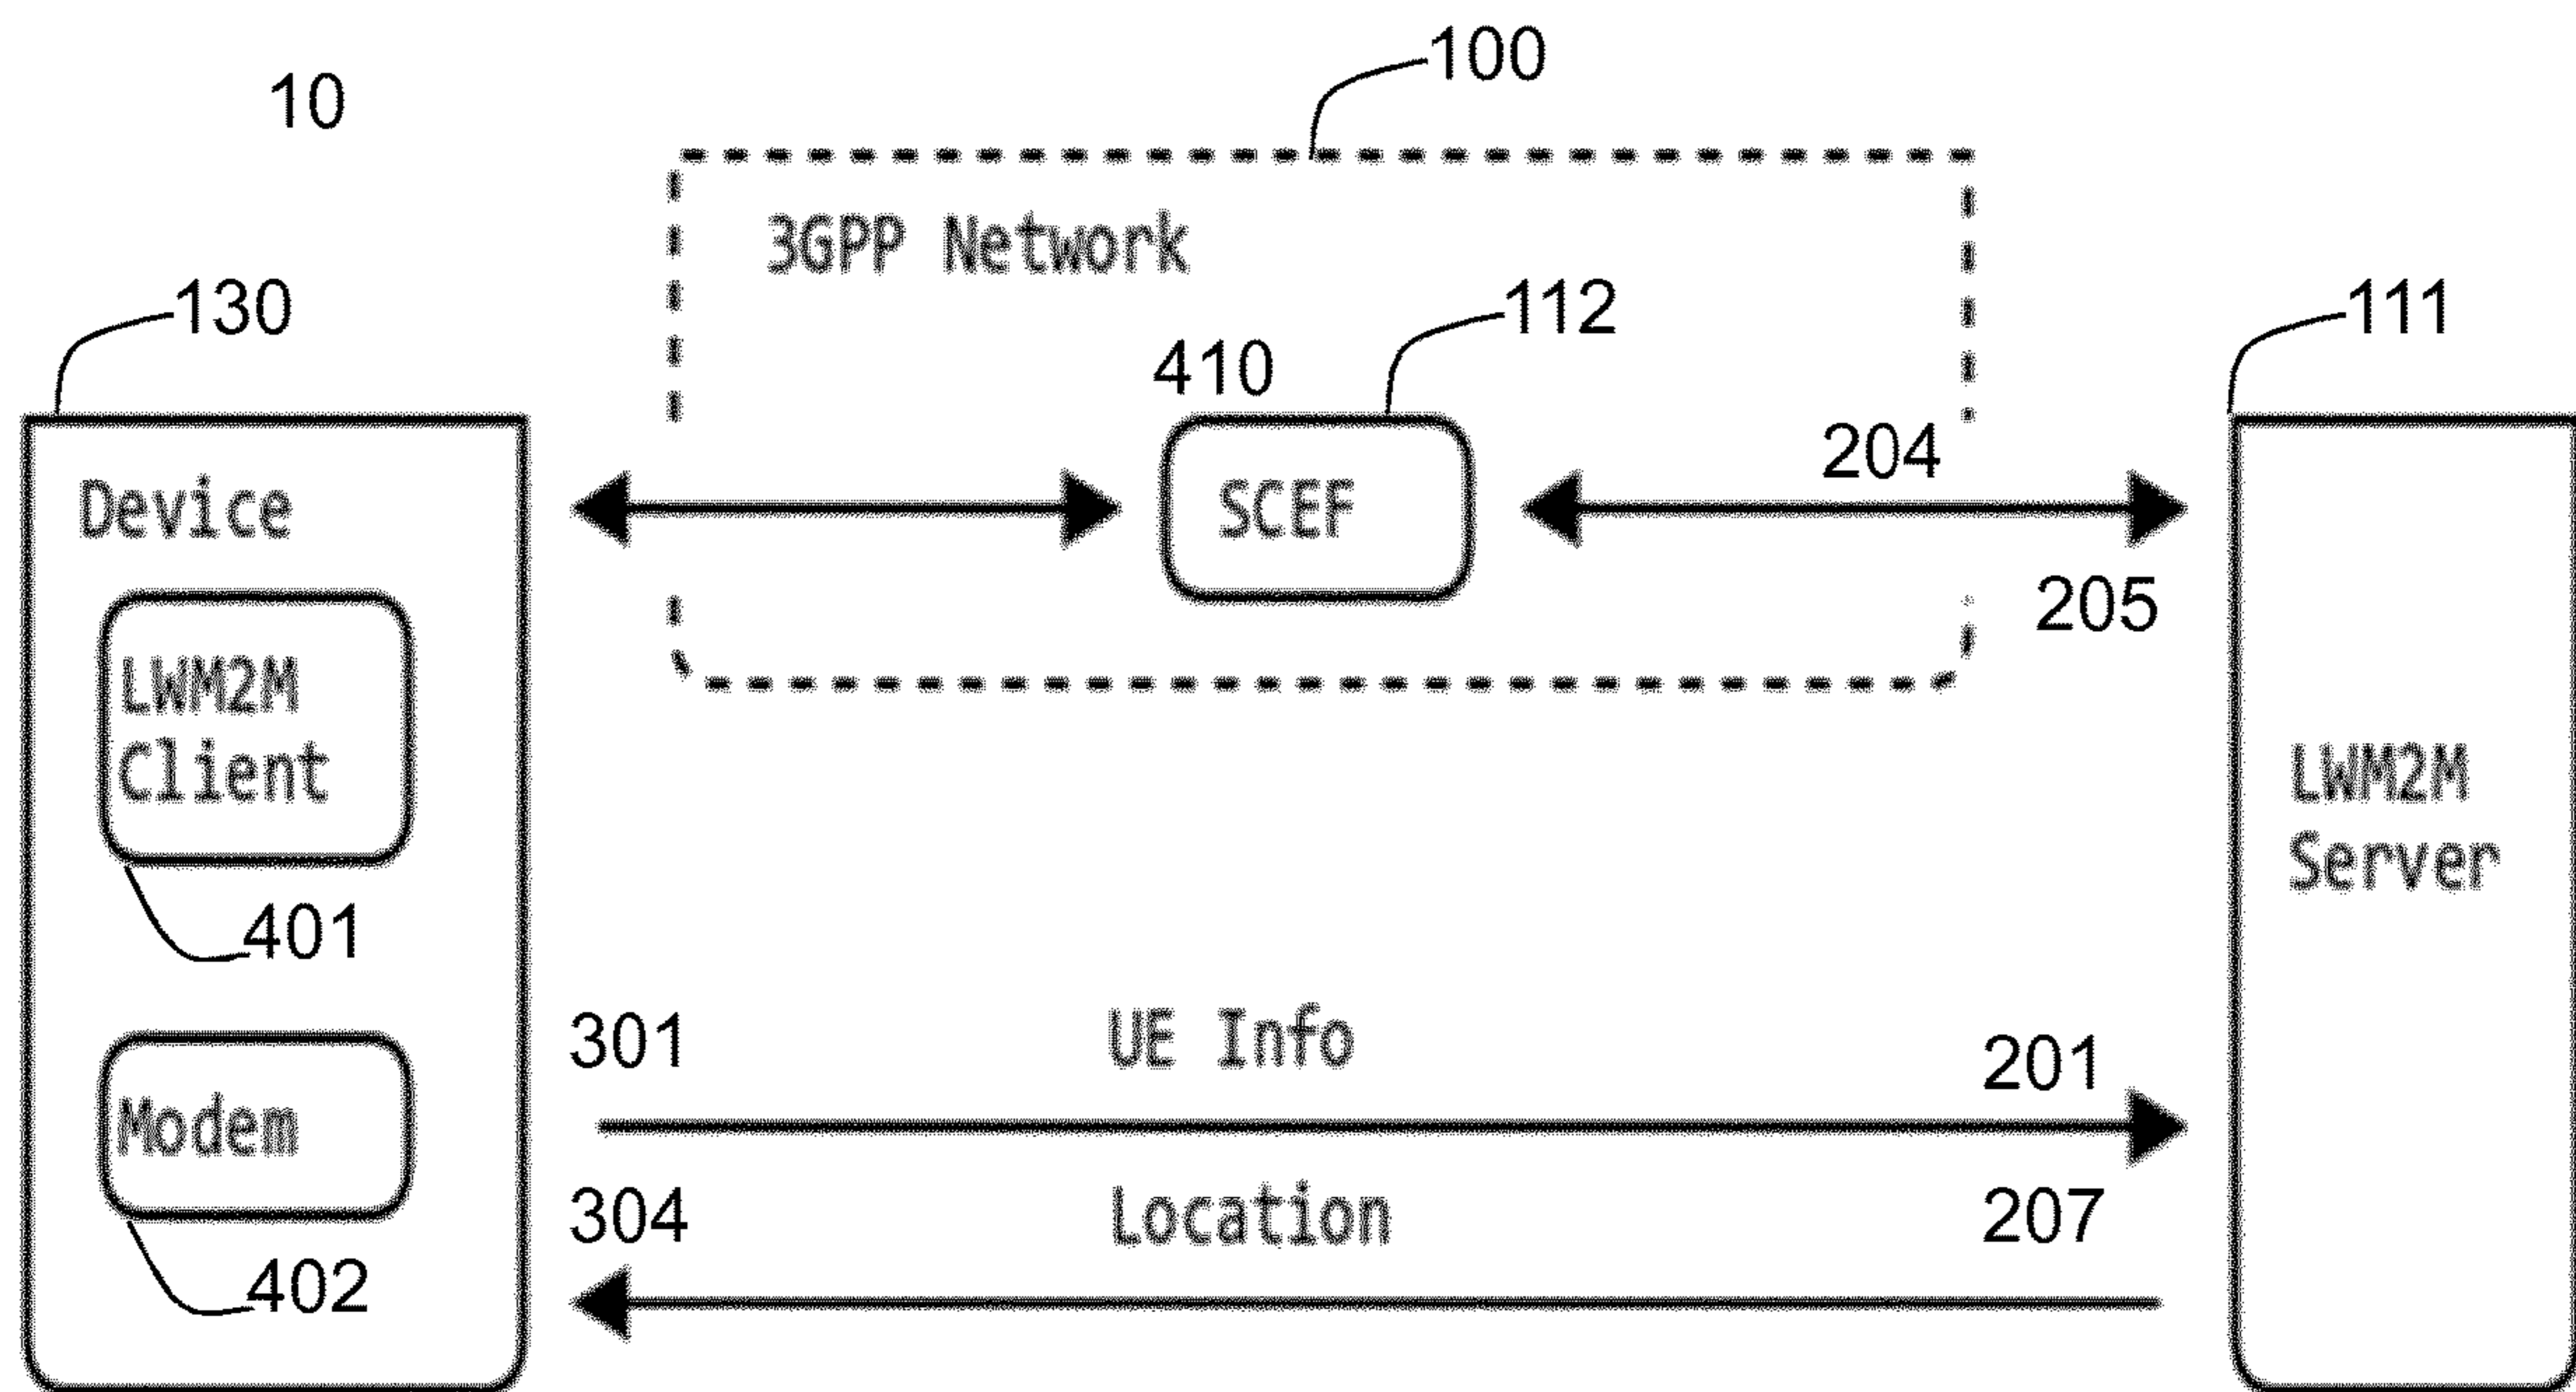 10
100
3GPP Network
130
112
111
410
204
Device
SCEF
205
LWM2M
Client
LWM2M
Server
401
301
UE Info
201
Modem
304
Location
207
402